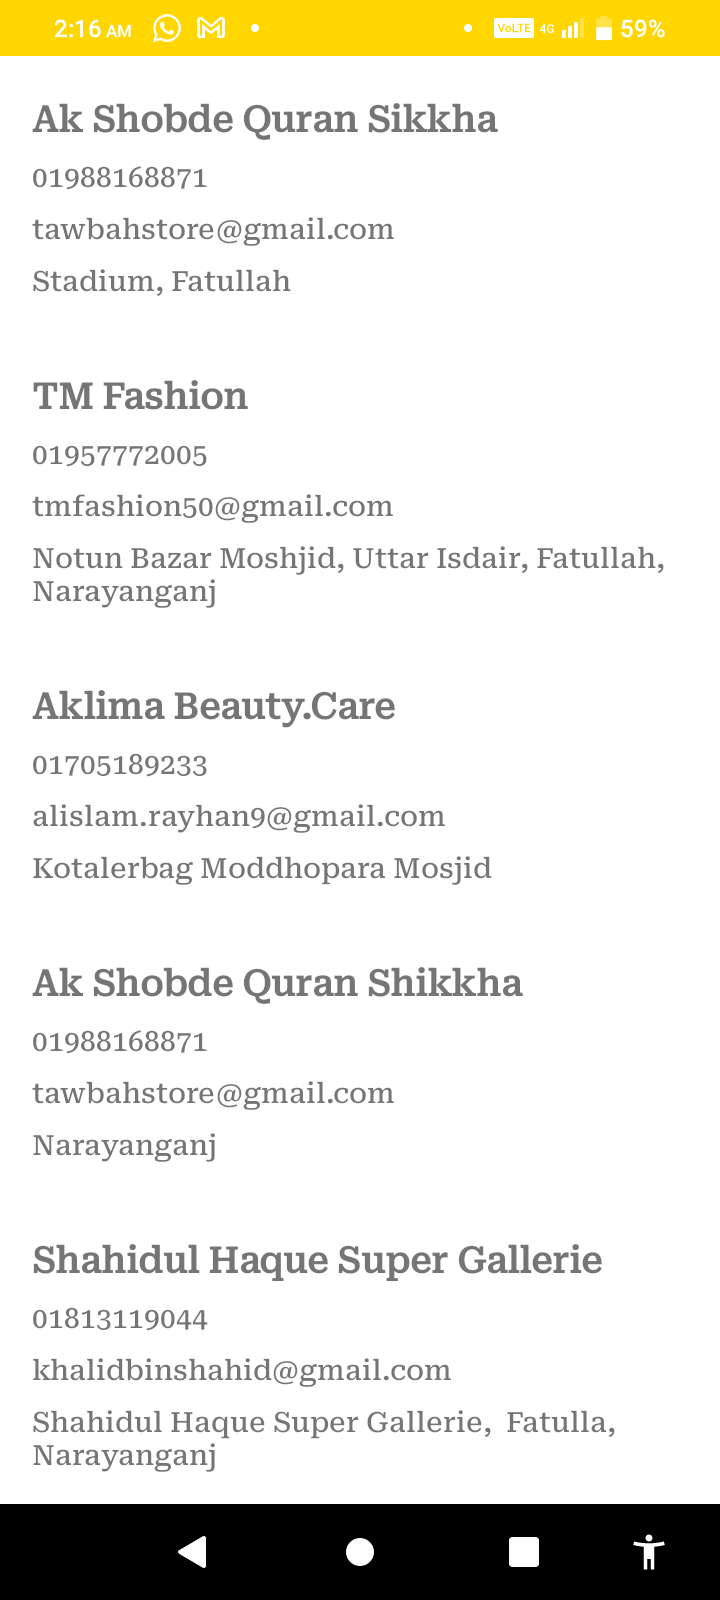 2:16 AM VoLTE 4G 59%
Ak Shobde Quran Sikkha
01988168871
tawbahstore@gmail.com
Stadium, Fatullah
TM Fashion
01957772005
tmfashion50@gmail.com
Notun Bazar Moshjid, Uttar Isdair, Fatullah,
Narayanganj
Aklima Beauty.Care
01705189233
alislam.rayhan9@gmail.com
Kotalerbag Moddhopara Mosjid
Ak Shobde Quran Shikkha
01988168871
tawbahstore@gmail.com
Narayanganj
Shahidul Haque Super Gallerie
01813119044
khalidbinshahid@gmail.com
Shahidul Haque Super Gallerie,  Fatulla,
Narayanganj